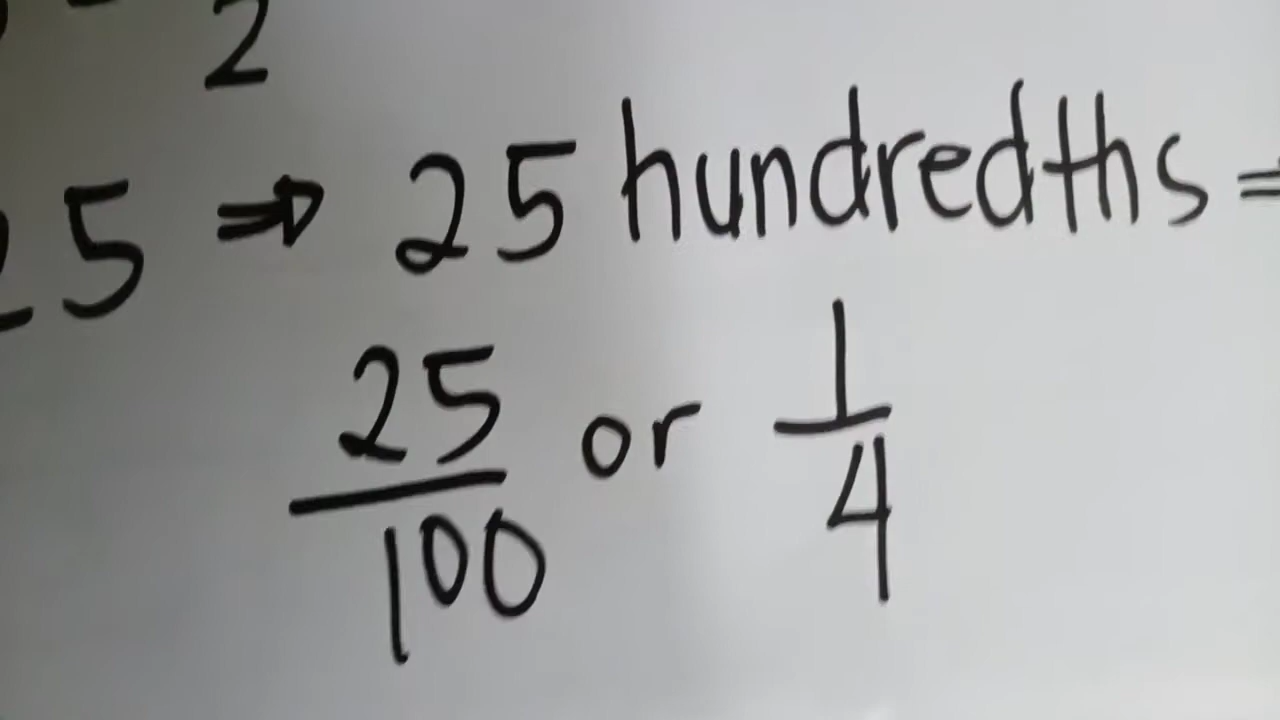 2
25 ⇒ 25 hundredths =
25/100 or 1/4